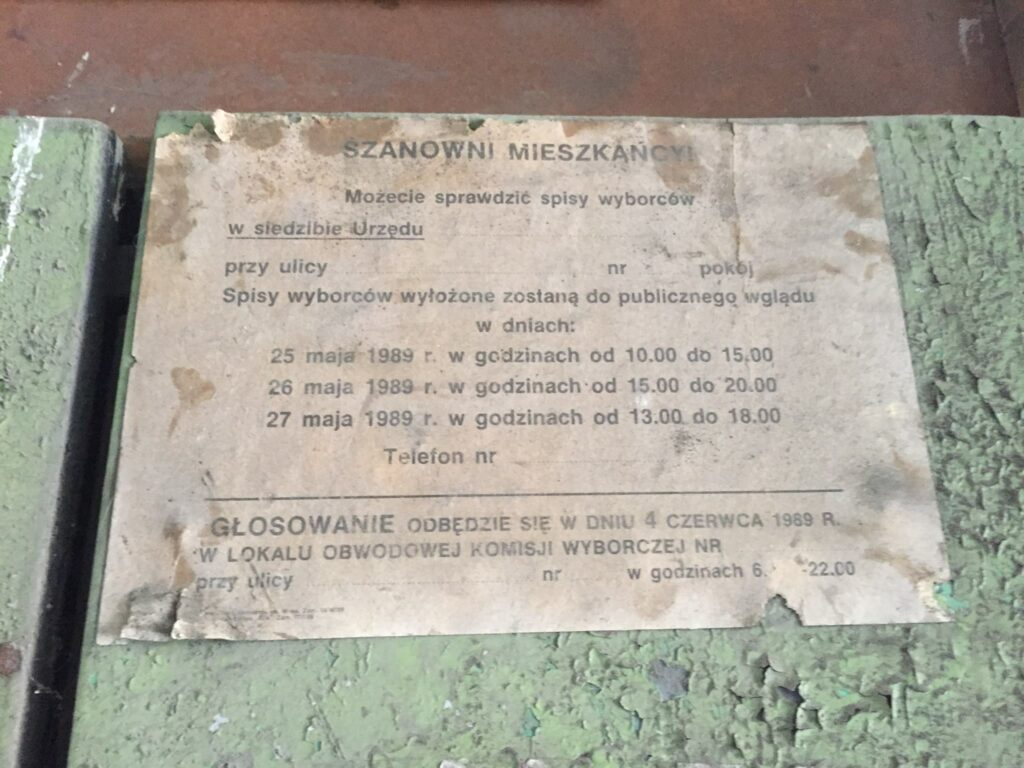 SZANOWNI MIESZKAŃCY!
Możecie sprawdzić spisy wyborców
w siedzibie Urzędu
przy ulicy nr pokój
Spisy wyborców wyłożone zostaną do publicznego wglądu
w dniach:
25 maja 1989 r. w godzinach od 10.00 do 15.00
26 maja 1989 r. w godzinach od 15.00 do 20.00
27 maja 1989 r. w godzinach od 13.00 do 18.00
Telefon nr
GŁOSOWANIE ODBĘDZIE SIĘ W DNIU 4 CZERWCA 1989 R.
W LOKALU OBWODOWEJ KOMISJI WYBORCZEJ NR
przy ulicy nr w godzinach 6. -22.00